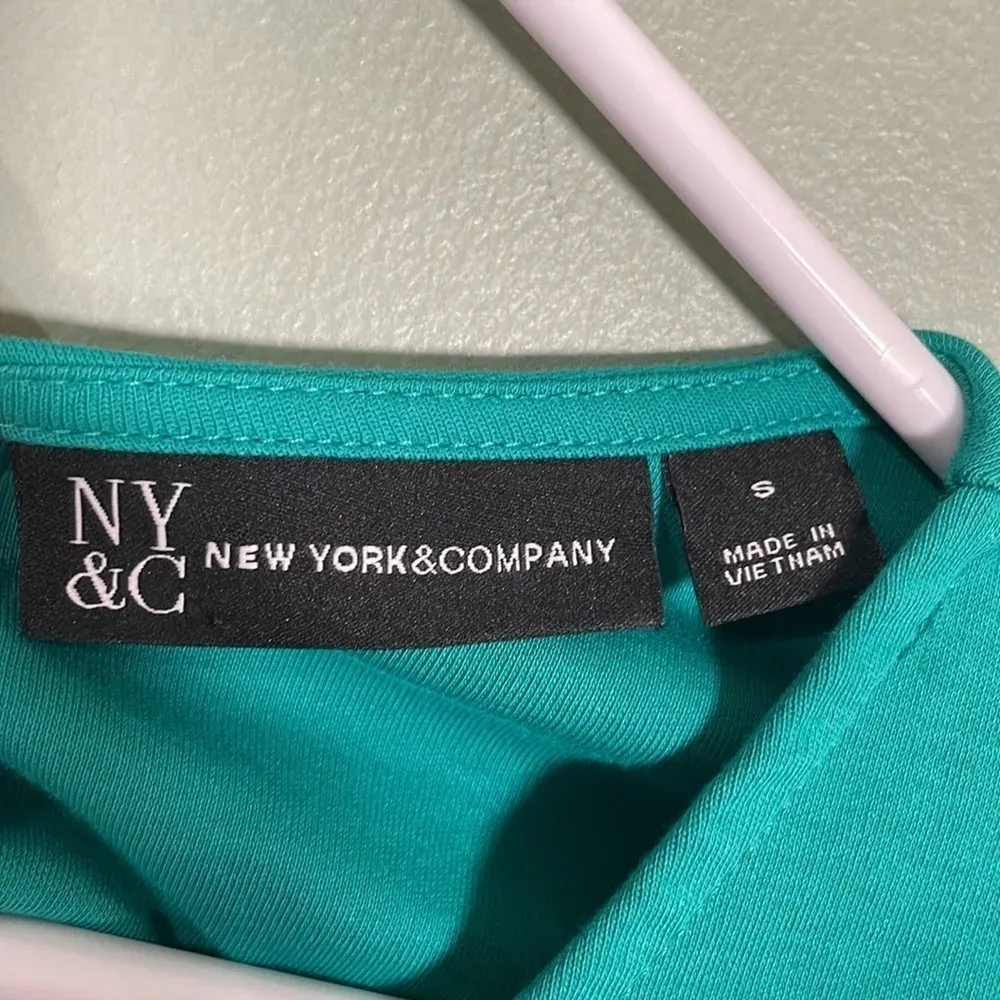 NY
&C
NEW YORK&COMPANY
S
MADE IN
VIETNAM